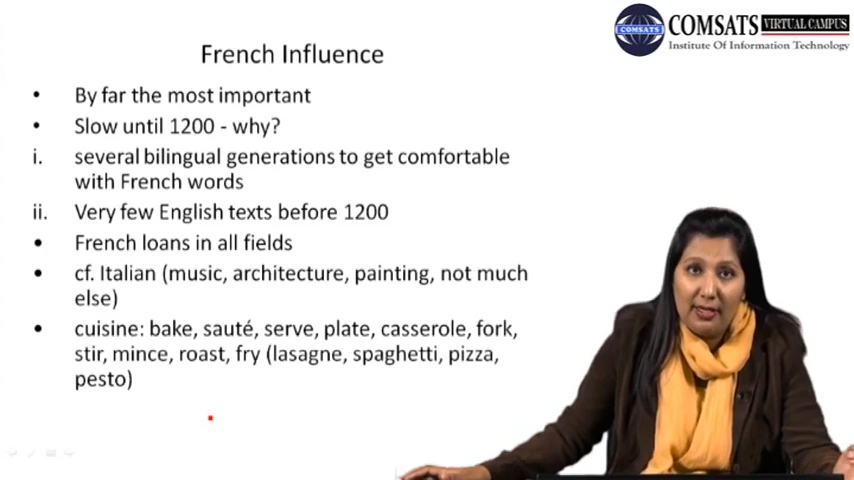 COMSATS VIRTUAL CAMPUS
COMSATS
Institute Of Information Technology
French Influence
• By far the most important
• Slow until 1200 - why?
i. several bilingual generations to get comfortable
with French words
ii. Very few English texts before 1200
• French loans in all fields
• cf. Italian (music, architecture, painting, not much
else)
• cuisine: bake, sauté, serve, plate, casserole, fork,
stir, mince, roast, fry (lasagne, spaghetti, pizza,
pesto)